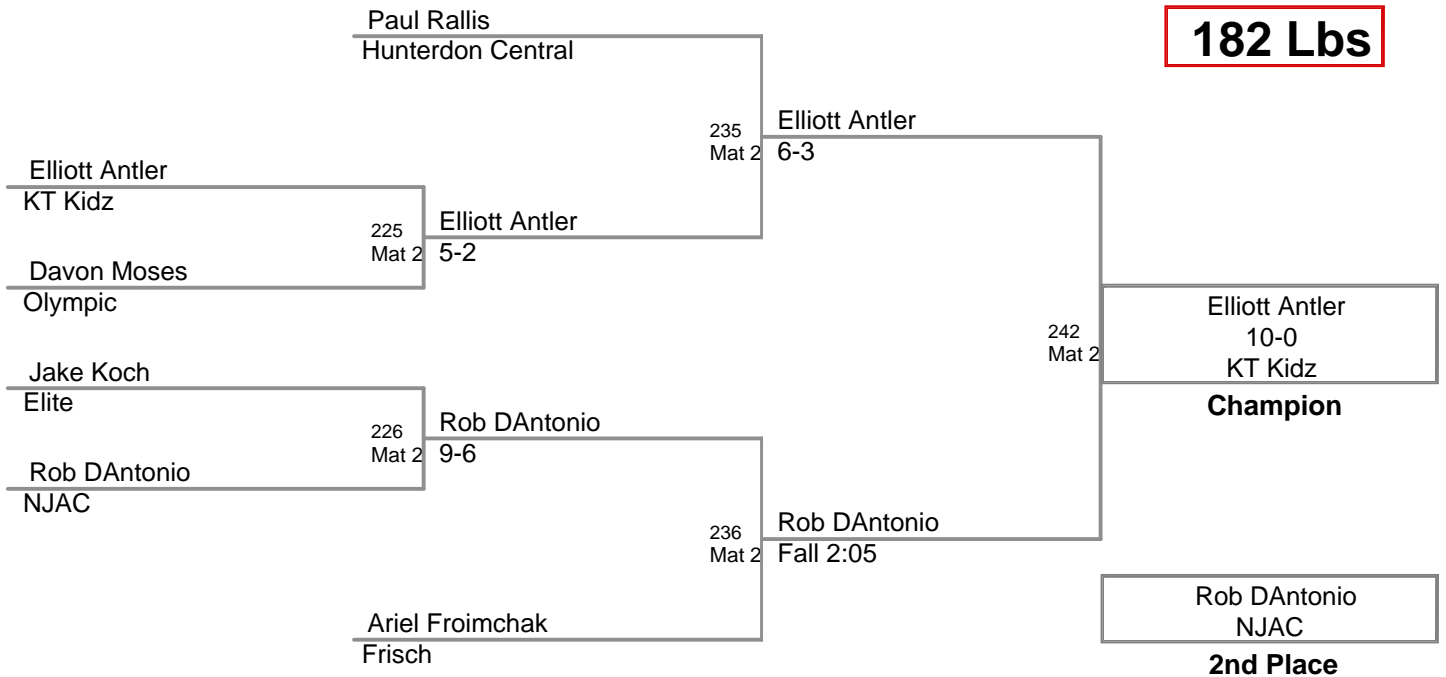 Paul Rallis
Hunterdon Central
182 Lbs
235
Mat 2
Elliott Antler
6-3
Elliott Antler
KT Kidz
225
Mat 2
Elliott Antler
5-2
Davon Moses
Olympic
242
Mat 2
Elliott Antler
10-0
KT Kidz
Champion
Jake Koch
Elite
226
Mat 2
Rob DAntonio
9-6
Rob DAntonio
NJAC
236
Mat 2
Rob DAntonio
Fall 2:05
Ariel Froimchak
Frisch
Rob DAntonio
NJAC
2nd Place